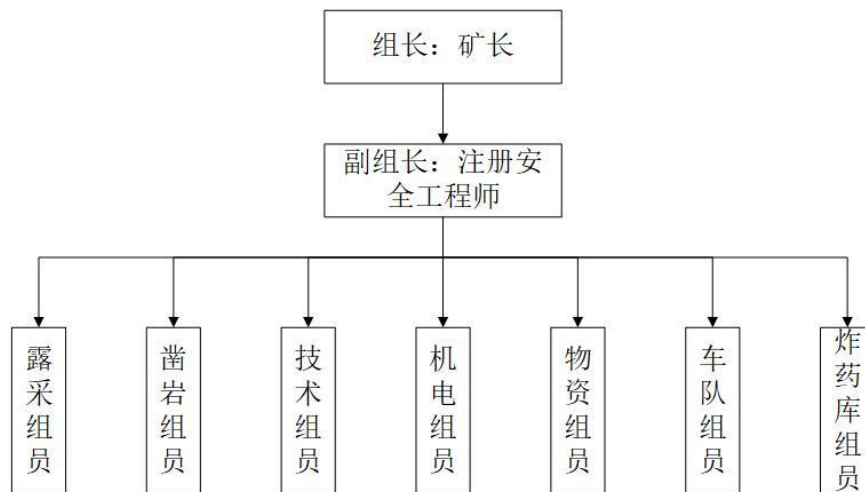 组长：矿长
副组长：注册安
全工程师
露采组员
凿岩组员
技术组员
机电组员
物资组员
车队组员
炸药库组员